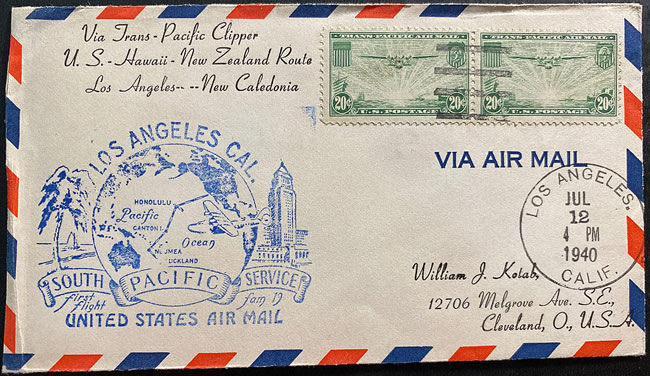 Via Trans-Pacific Clipper
U. S.-Hawaii-New Zealand Route
Los Angeles-- --New Caledonia
TRANS-PACIFIC AIR MAIL
20¢ U.S. POSTAGE 20¢
TRANS-PACIFIC AIR MAIL
20¢ U.S. POSTAGE 20¢
VIA AIR MAIL
LOS ANGELES.
JUL
12
4 PM
1940
CALIF.
LOS ANGELES CAL.
HONOLULU
Pacific
CANTON I.
Ocean
NOUMEA
AUCKLAND
SOUTH PACIFIC SERVICE
first flight
fam 19
UNITED STATES AIR MAIL
William J. Kotab,
12706 Melgrove Ave. S.E.,
Cleveland, O., U.S.A.